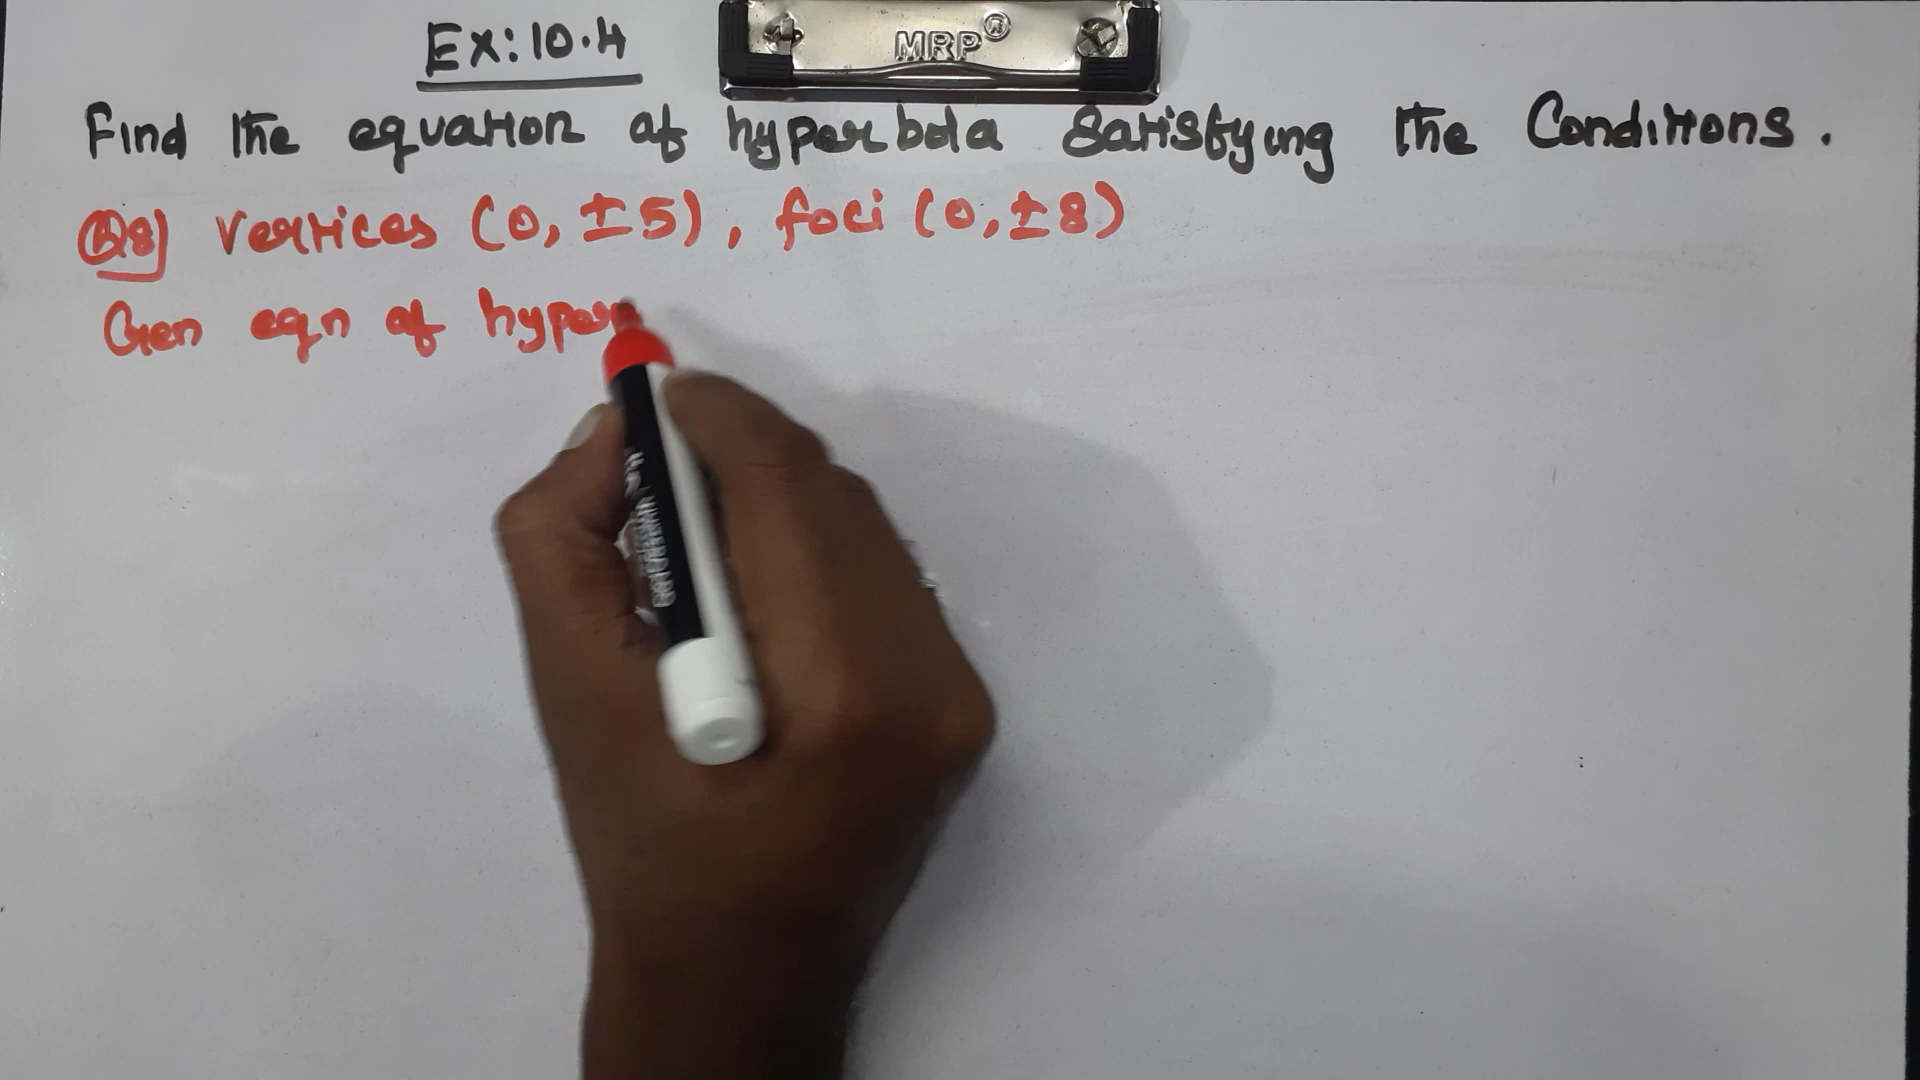 Ex: 10.4
MRP®
Find the equation of hyperbola Satisfying the Conditions.
Q8) Vertices (0, ±5), foci (0, ±8)
Gen eqn of hyper